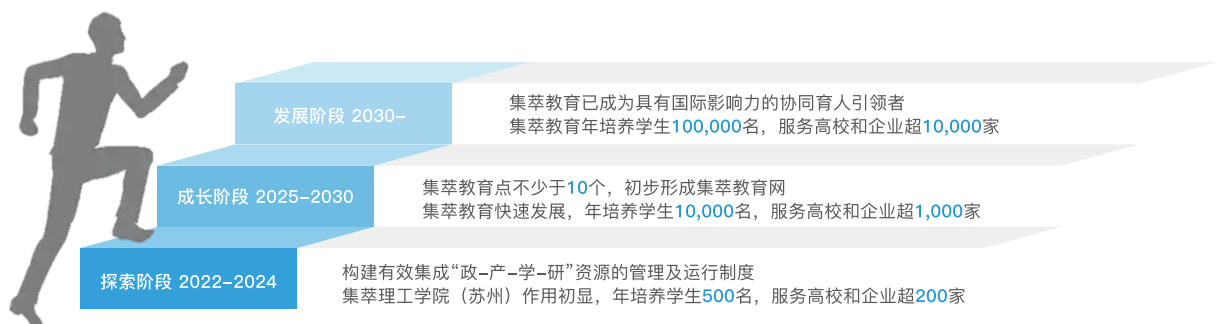 发展阶段 2030-
集萃教育已成为具有国际影响力的协同育人引领者
集萃教育年培养学生100,000名，服务高校和企业超10,000家
成长阶段 2025-2030
集萃教育点不少于10个，初步形成集萃教育网
集萃教育快速发展，年培养学生10,000名，服务高校和企业超1,000家
探索阶段 2022-2024
构建有效集成“政-产-学-研”资源的管理及运行制度
集萃理工学院（苏州）作用初显，年培养学生500名，服务高校和企业超200家